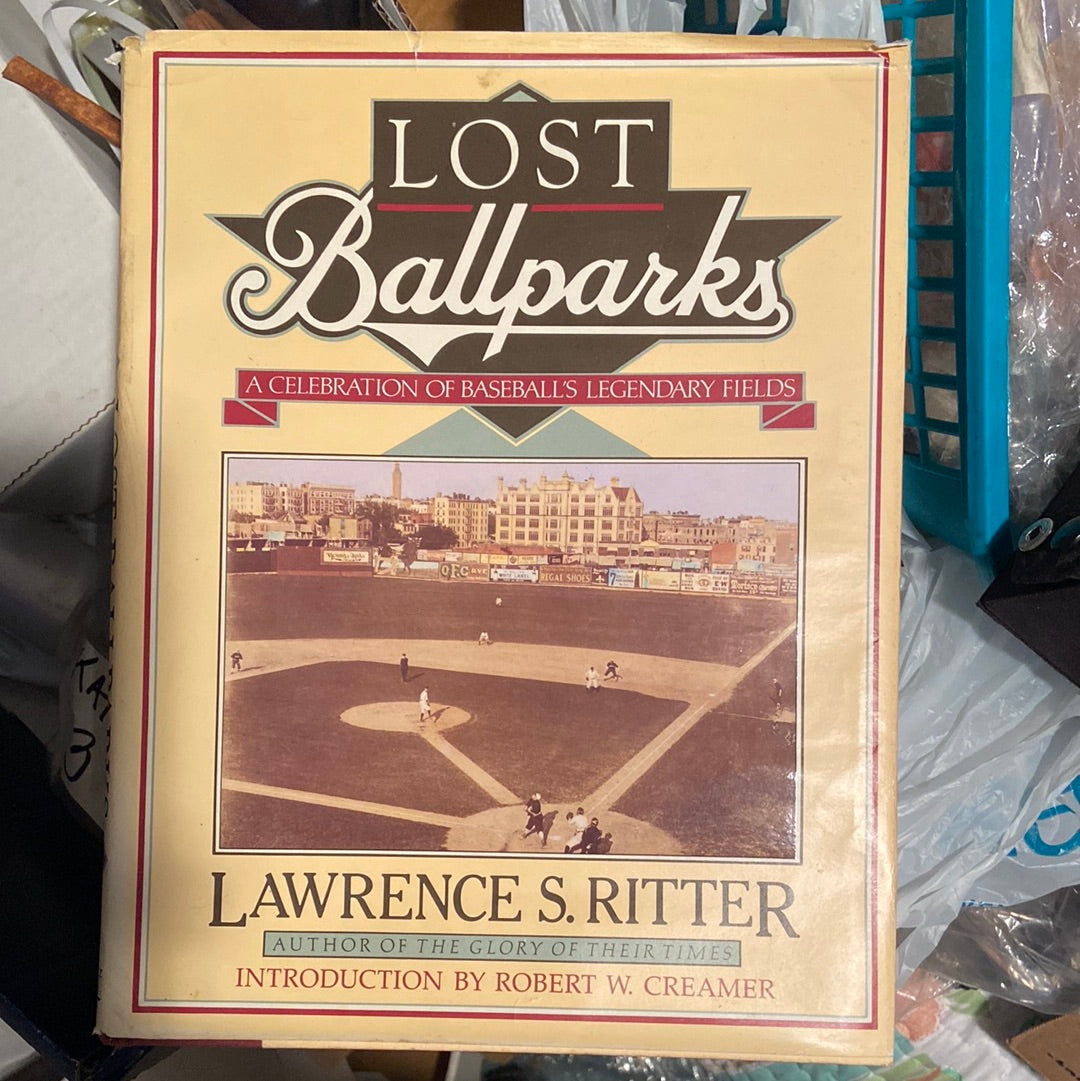 LOST
Ballparks
A CELEBRATION OF BASEBALL'S LEGENDARY FIELDS
REGAL SHOES
LAWRENCE S. RITTER
AUTHOR OF THE GLORY OF THEIR TIMES
INTRODUCTION BY ROBERT W. CREAMER